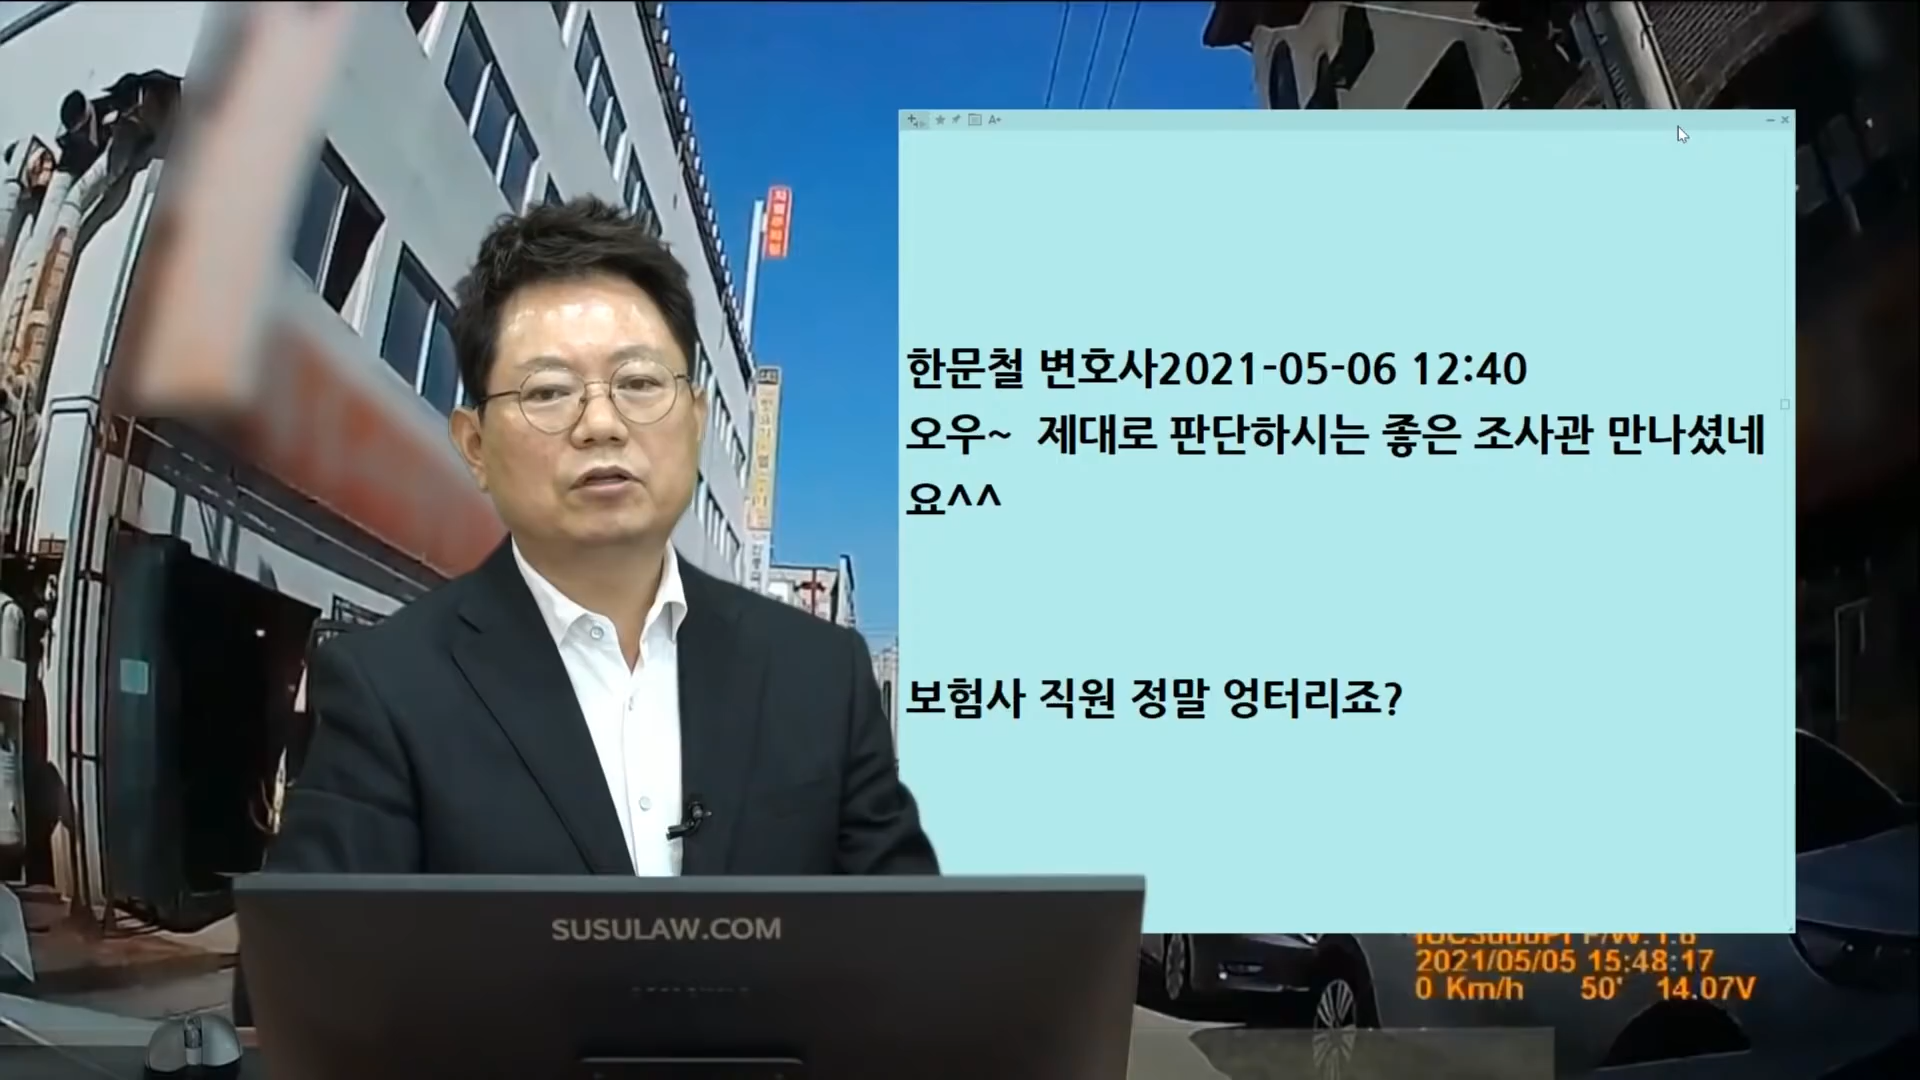 한문철 변호사2021-05-06 12:40
오우~ 제대로 판단하시는 좋은 조사관 만나셨네
요^^
보험사 직원 정말 엉터리죠?
SUSULAW.COM
2021/05/05 15:48:17
0 Km/h 50' 14.07V